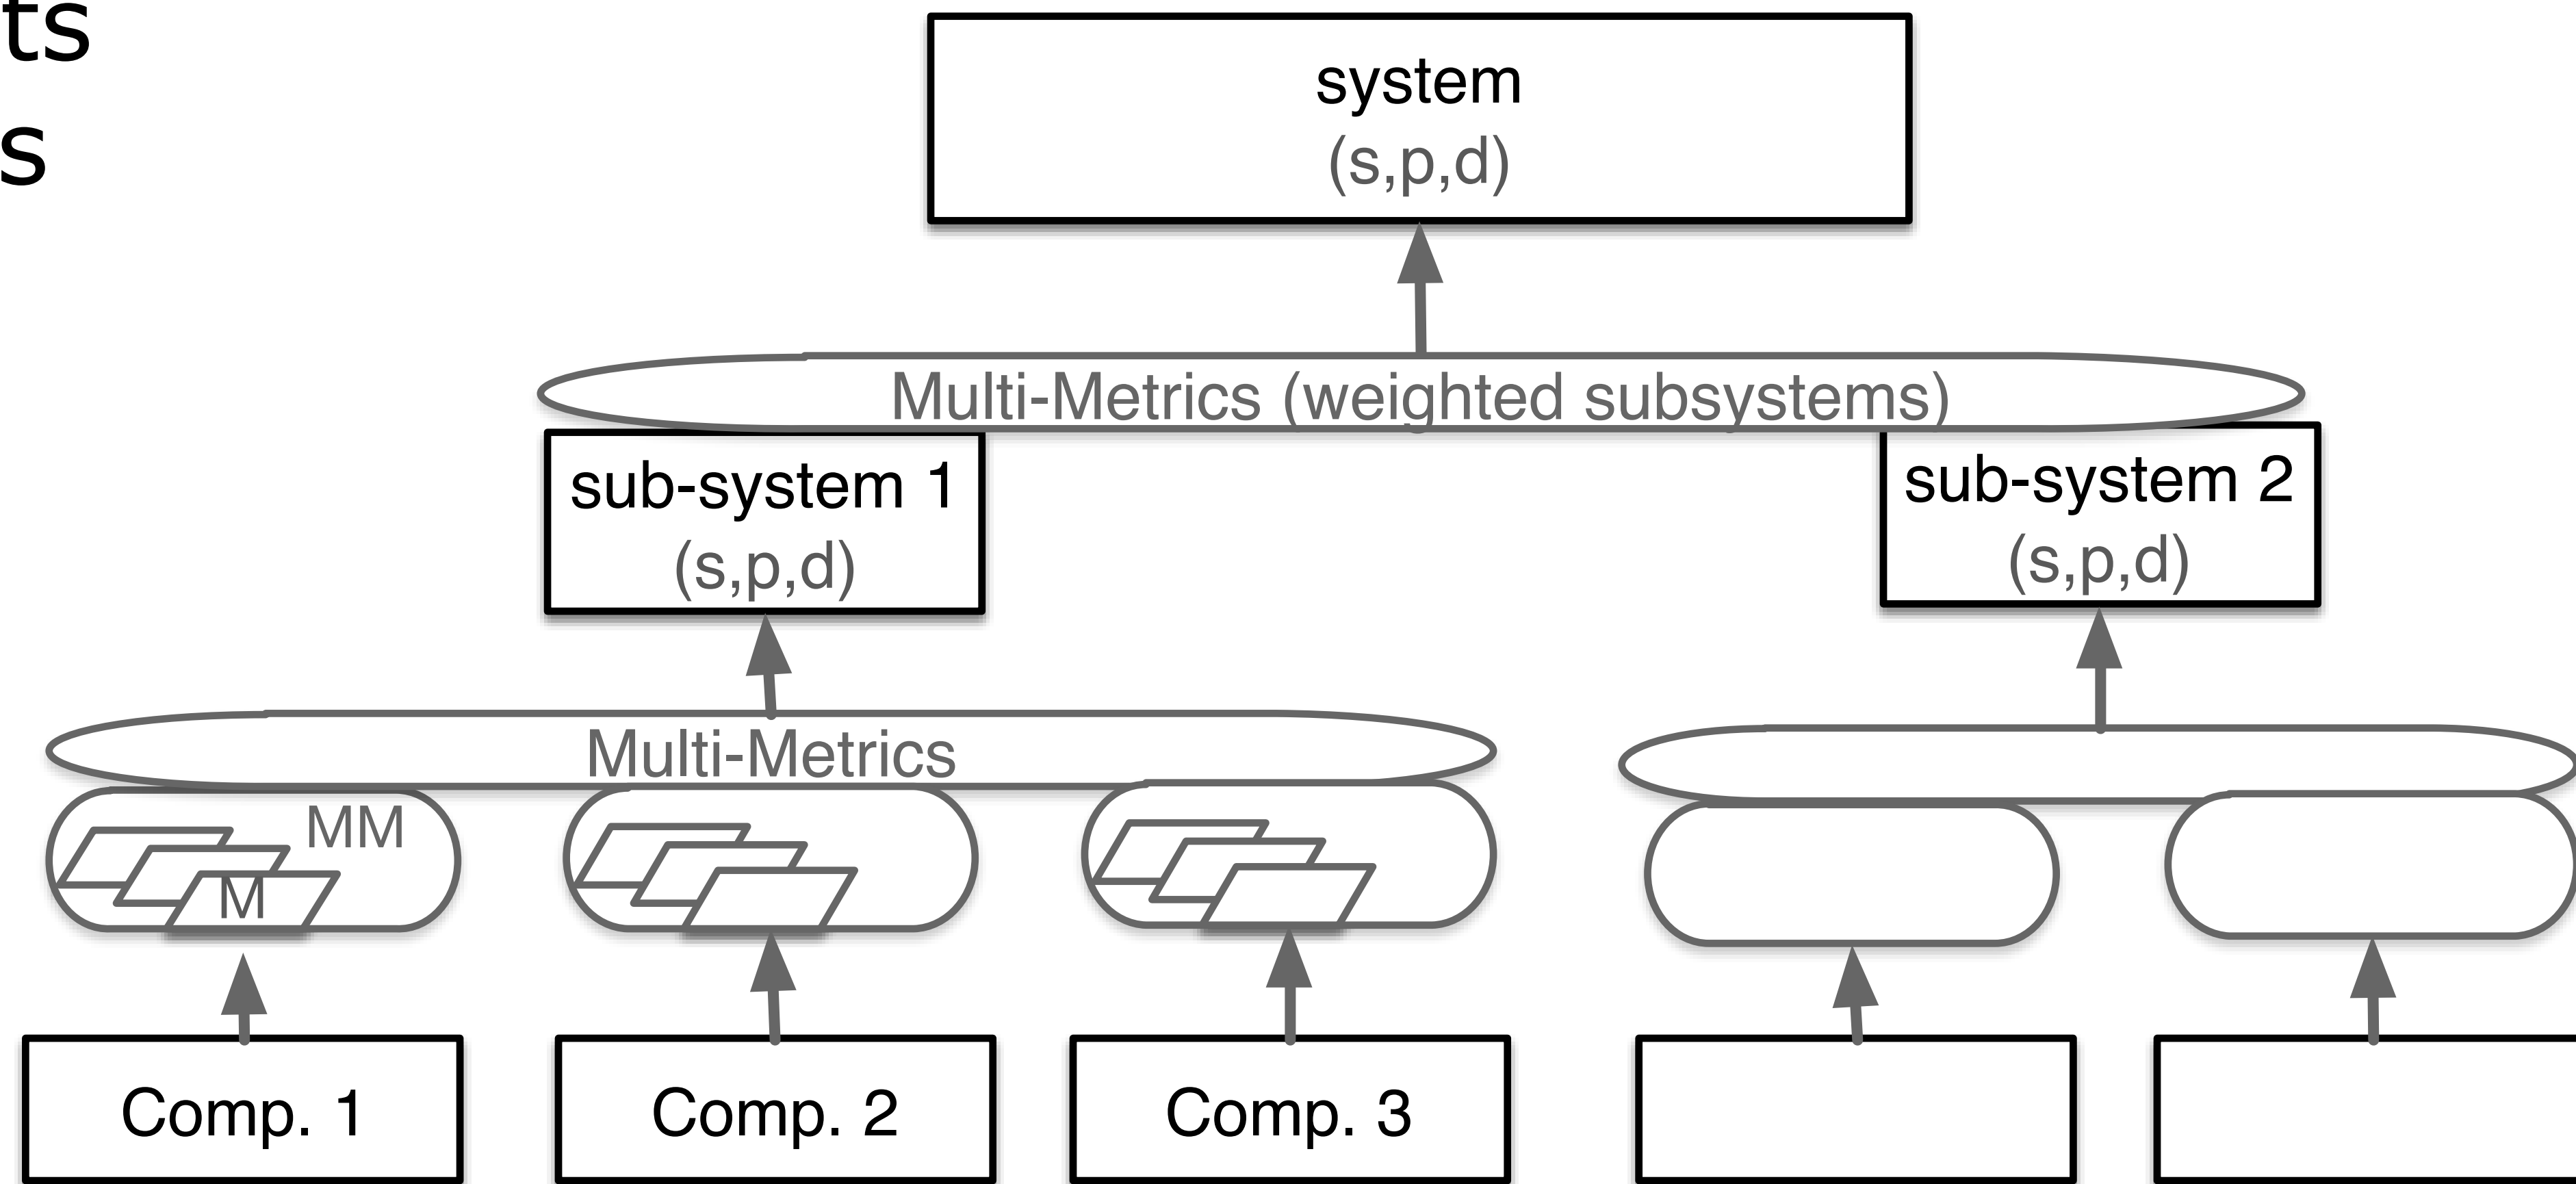 ts
s
system
(s,p,d)
Multi-Metrics (weighted subsystems)
sub-system 1
(s,p,d)
sub-system 2
(s,p,d)
Multi-Metrics
MM
M
Comp. 1
Comp. 2
Comp. 3